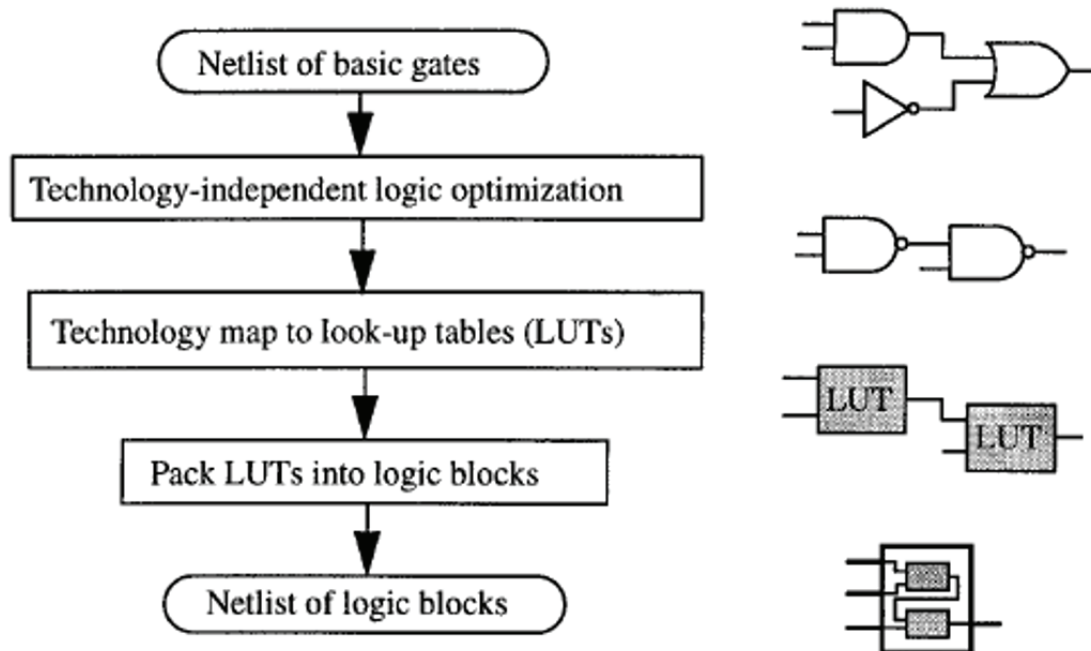 Netlist of basic gates
Technology-independent logic optimization
Technology map to look-up tables (LUTs)
LUT
LUT
Pack LUTs into logic blocks
Netlist of logic blocks